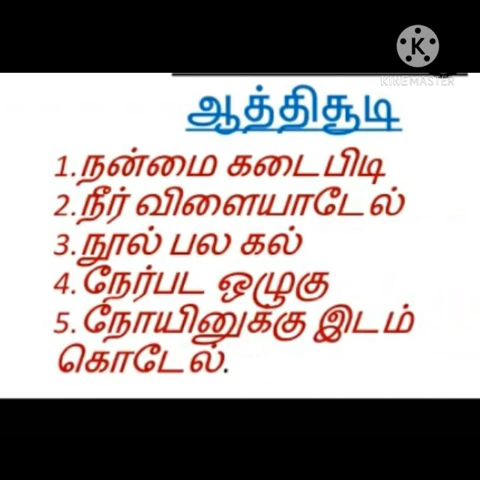 K
KINEMASTER
ஆத்திசூடி
1.நன்மை கடைபிடி
2.நீர் விளையாடேல்
3.நூல் பல கல்
4.நேர்பட ஒழுகு
5.நோயினுக்கு இடம்
கொடேல்.